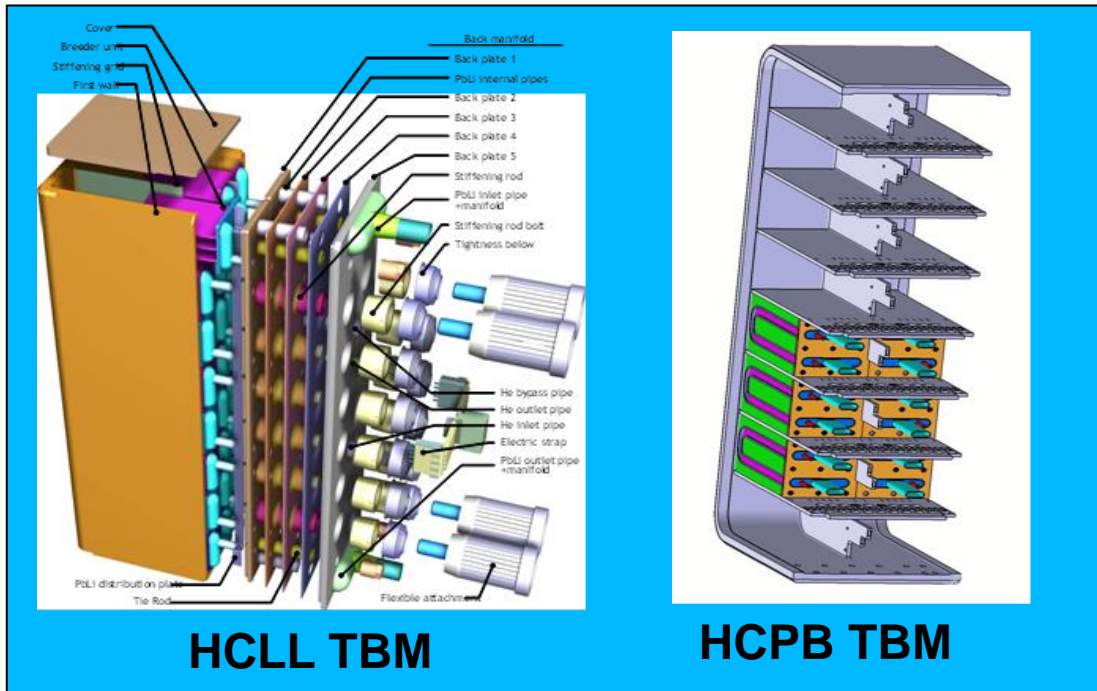 Cover
Breeder unit
Stiffening grid
First wall
Back manifold
Back plate 1
PbLi internal pipes
Back plate 2
Back plate 3
Back plate 4
Back plate 5
Stiffening rod
PbLi inlet pipe
+manifold
Stiffening rod bolt
Tightness below
He bypass pipe
He outlet pipe
He inlet pipe
Electric strap
PbLi outlet pipe
+manifold
PbLi distribution plate
Tie Rod
Flexible attachment
HCLL TBM
HCPB TBM